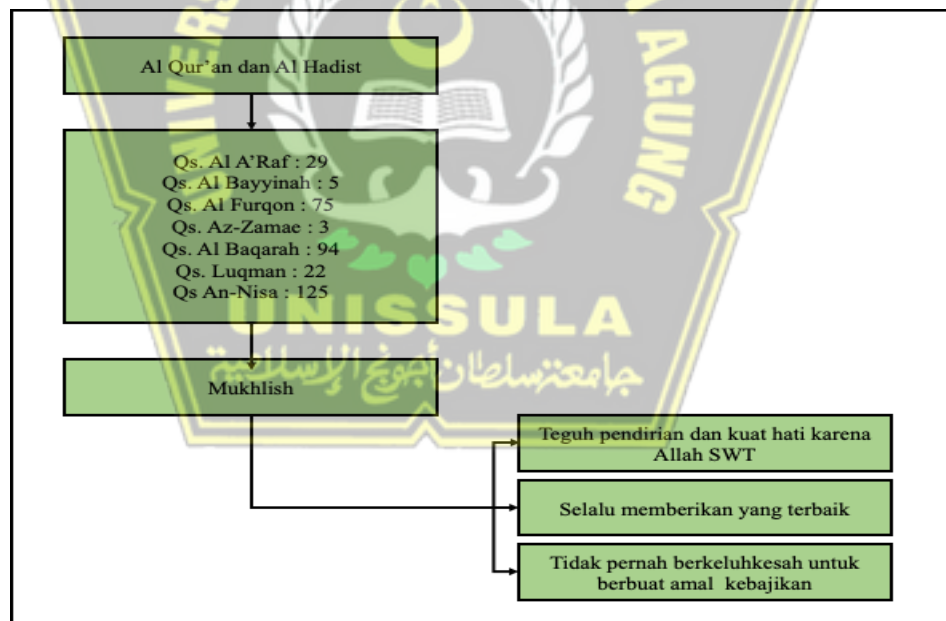 UNIVERS
A AGUNG
Al Qur’an dan Al Hadist
Qs. Al A’Raf : 29
Qs. Al Bayyinah : 5
Qs. Al Furqon : 75
Qs. Az-Zamae : 3
Qs. Al Baqarah : 94
Qs. Luqman : 22
Qs An-Nisa : 125
UNISSULA
جامعة سلطان أجونج الإسلامية
Mukhlish
Teguh pendirian dan kuat hati karena
Allah SWT
Selalu memberikan yang terbaik
Tidak pernah berkeluhkesah untuk
berbuat amal kebajikan